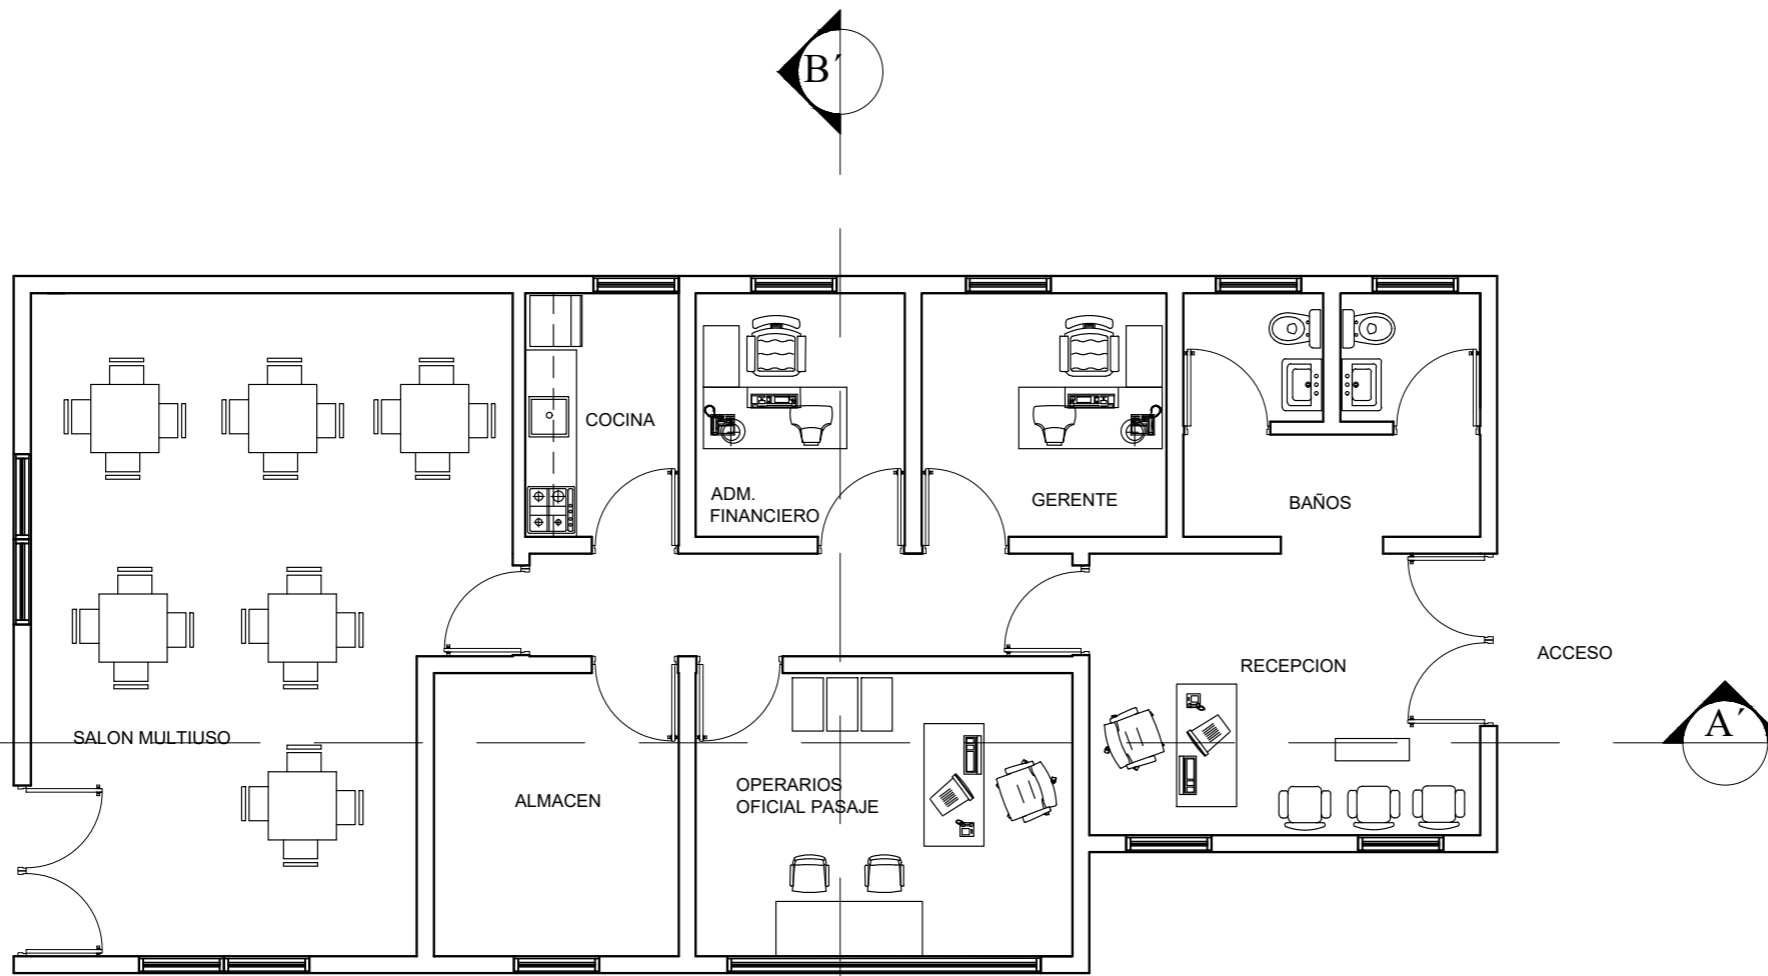 B´
COCINA
ADM.
FINANCIERO
GERENTE
BAÑOS
RECEPCION
ACCESO
A´
SALON MULTIUSO
ALMACEN
OPERARIOS
OFICIAL PASAJE